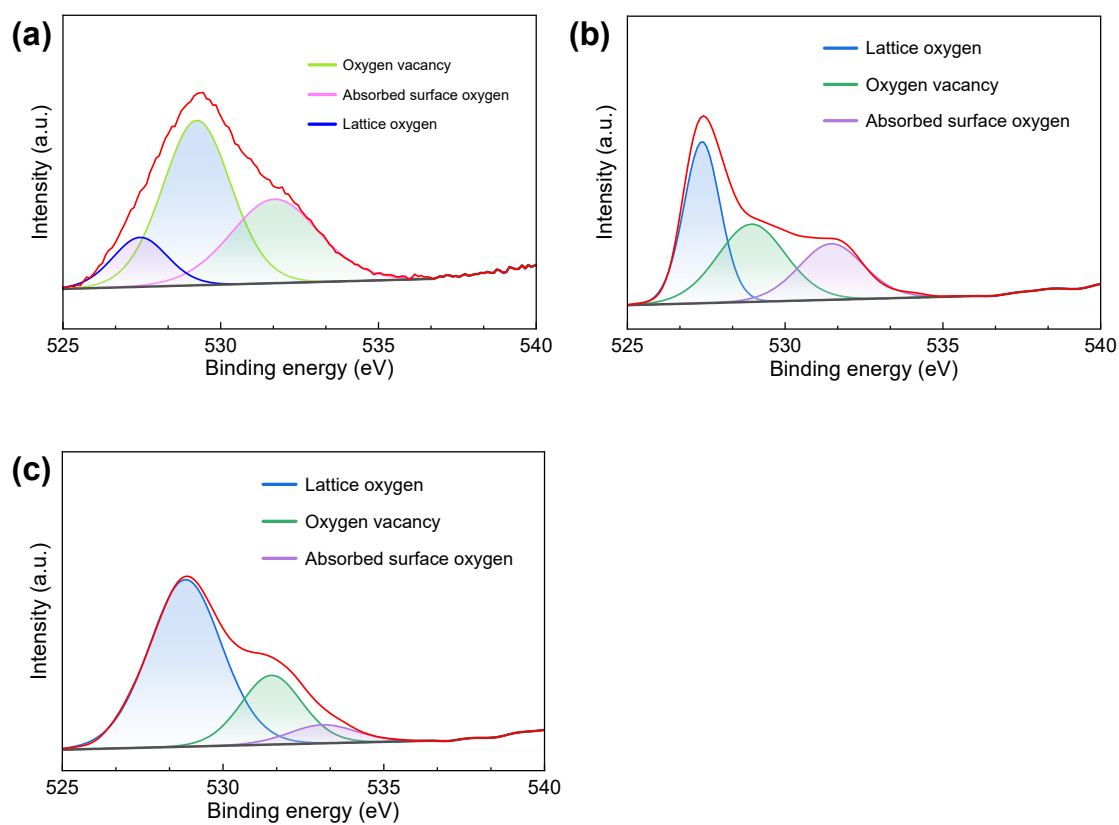 (a)
Oxygen vacancy
Absorbed surface oxygen
Lattice oxygen
Intensity (a.u.)
525 530 535 540
Binding energy (eV)
(b)
Lattice oxygen
Oxygen vacancy
Absorbed surface oxygen
Intensity (a.u.)
525 530 535 540
Binding energy (eV)
(c)
Lattice oxygen
Oxygen vacancy
Absorbed surface oxygen
Intensity (a.u.)
525 530 535 540
Binding energy (eV)